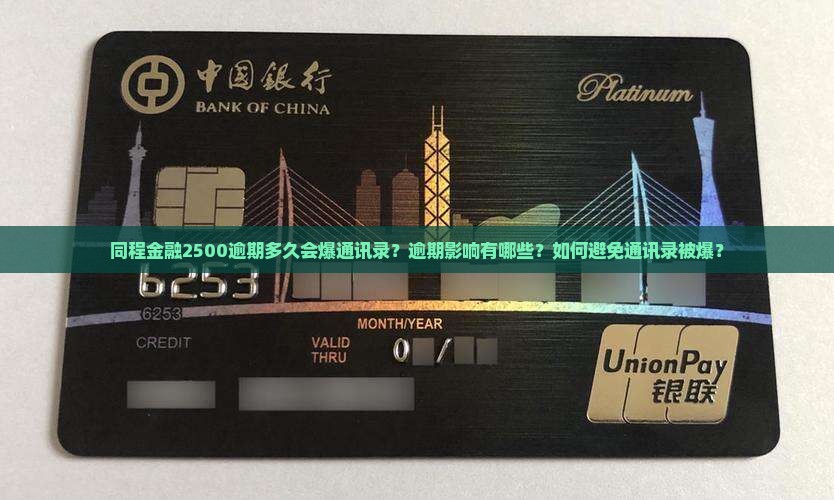 中國銀行
BANK OF CHINA
Platinum
同程金融2500逾期多久会爆通讯录？逾期影响有哪些？如何避免通讯录被爆？
6253
6253
MONTH/YEAR
CREDIT
VALID
THRU
0 /
UnionPay
银联